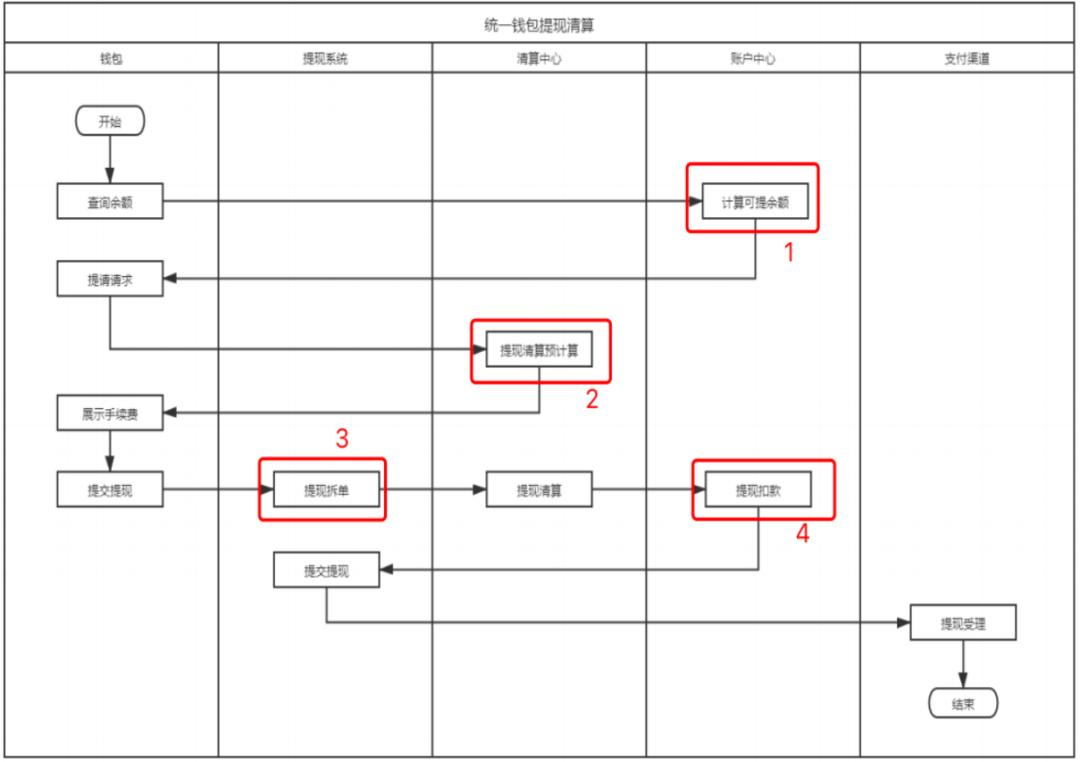 统一钱包提现清算
钱包 提现系统 清算中心 账户中心 支付渠道
开始
查询余额 计算可提余额
1
提请请求
提现清算预计算
2
展示手续费
3
提交提现 提现拆单 提现清算 提现扣款
4
提交提现
提现受理
结束